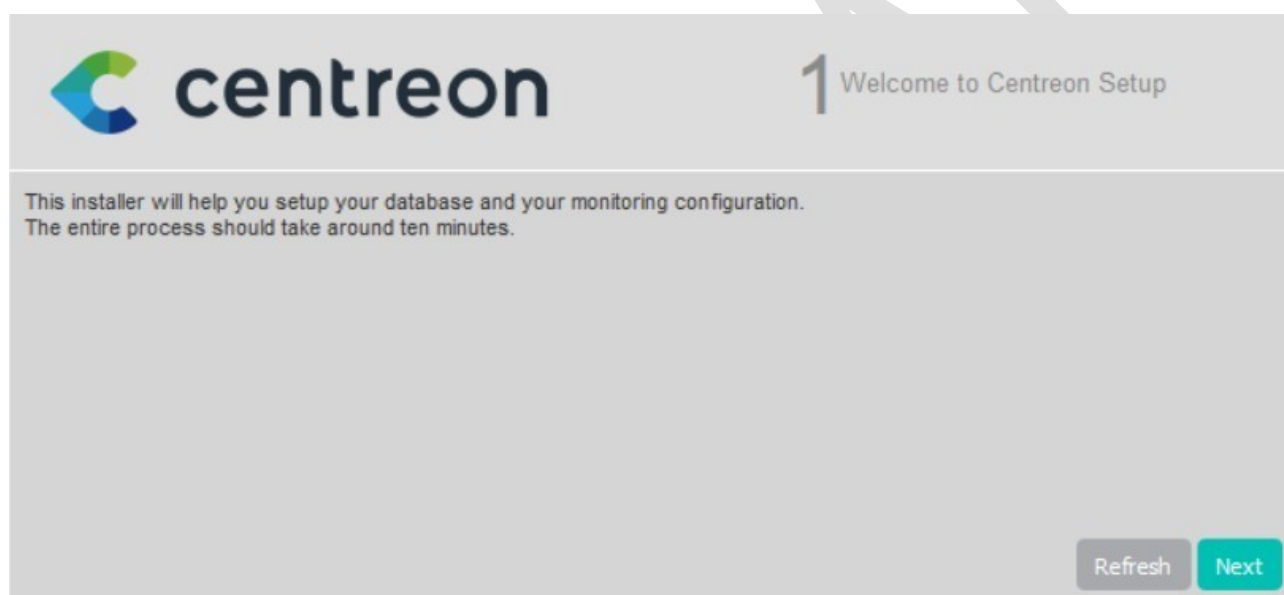 centreon
1 Welcome to Centreon Setup
This installer will help you setup your database and your monitoring configuration.
The entire process should take around ten minutes.
Refresh Next